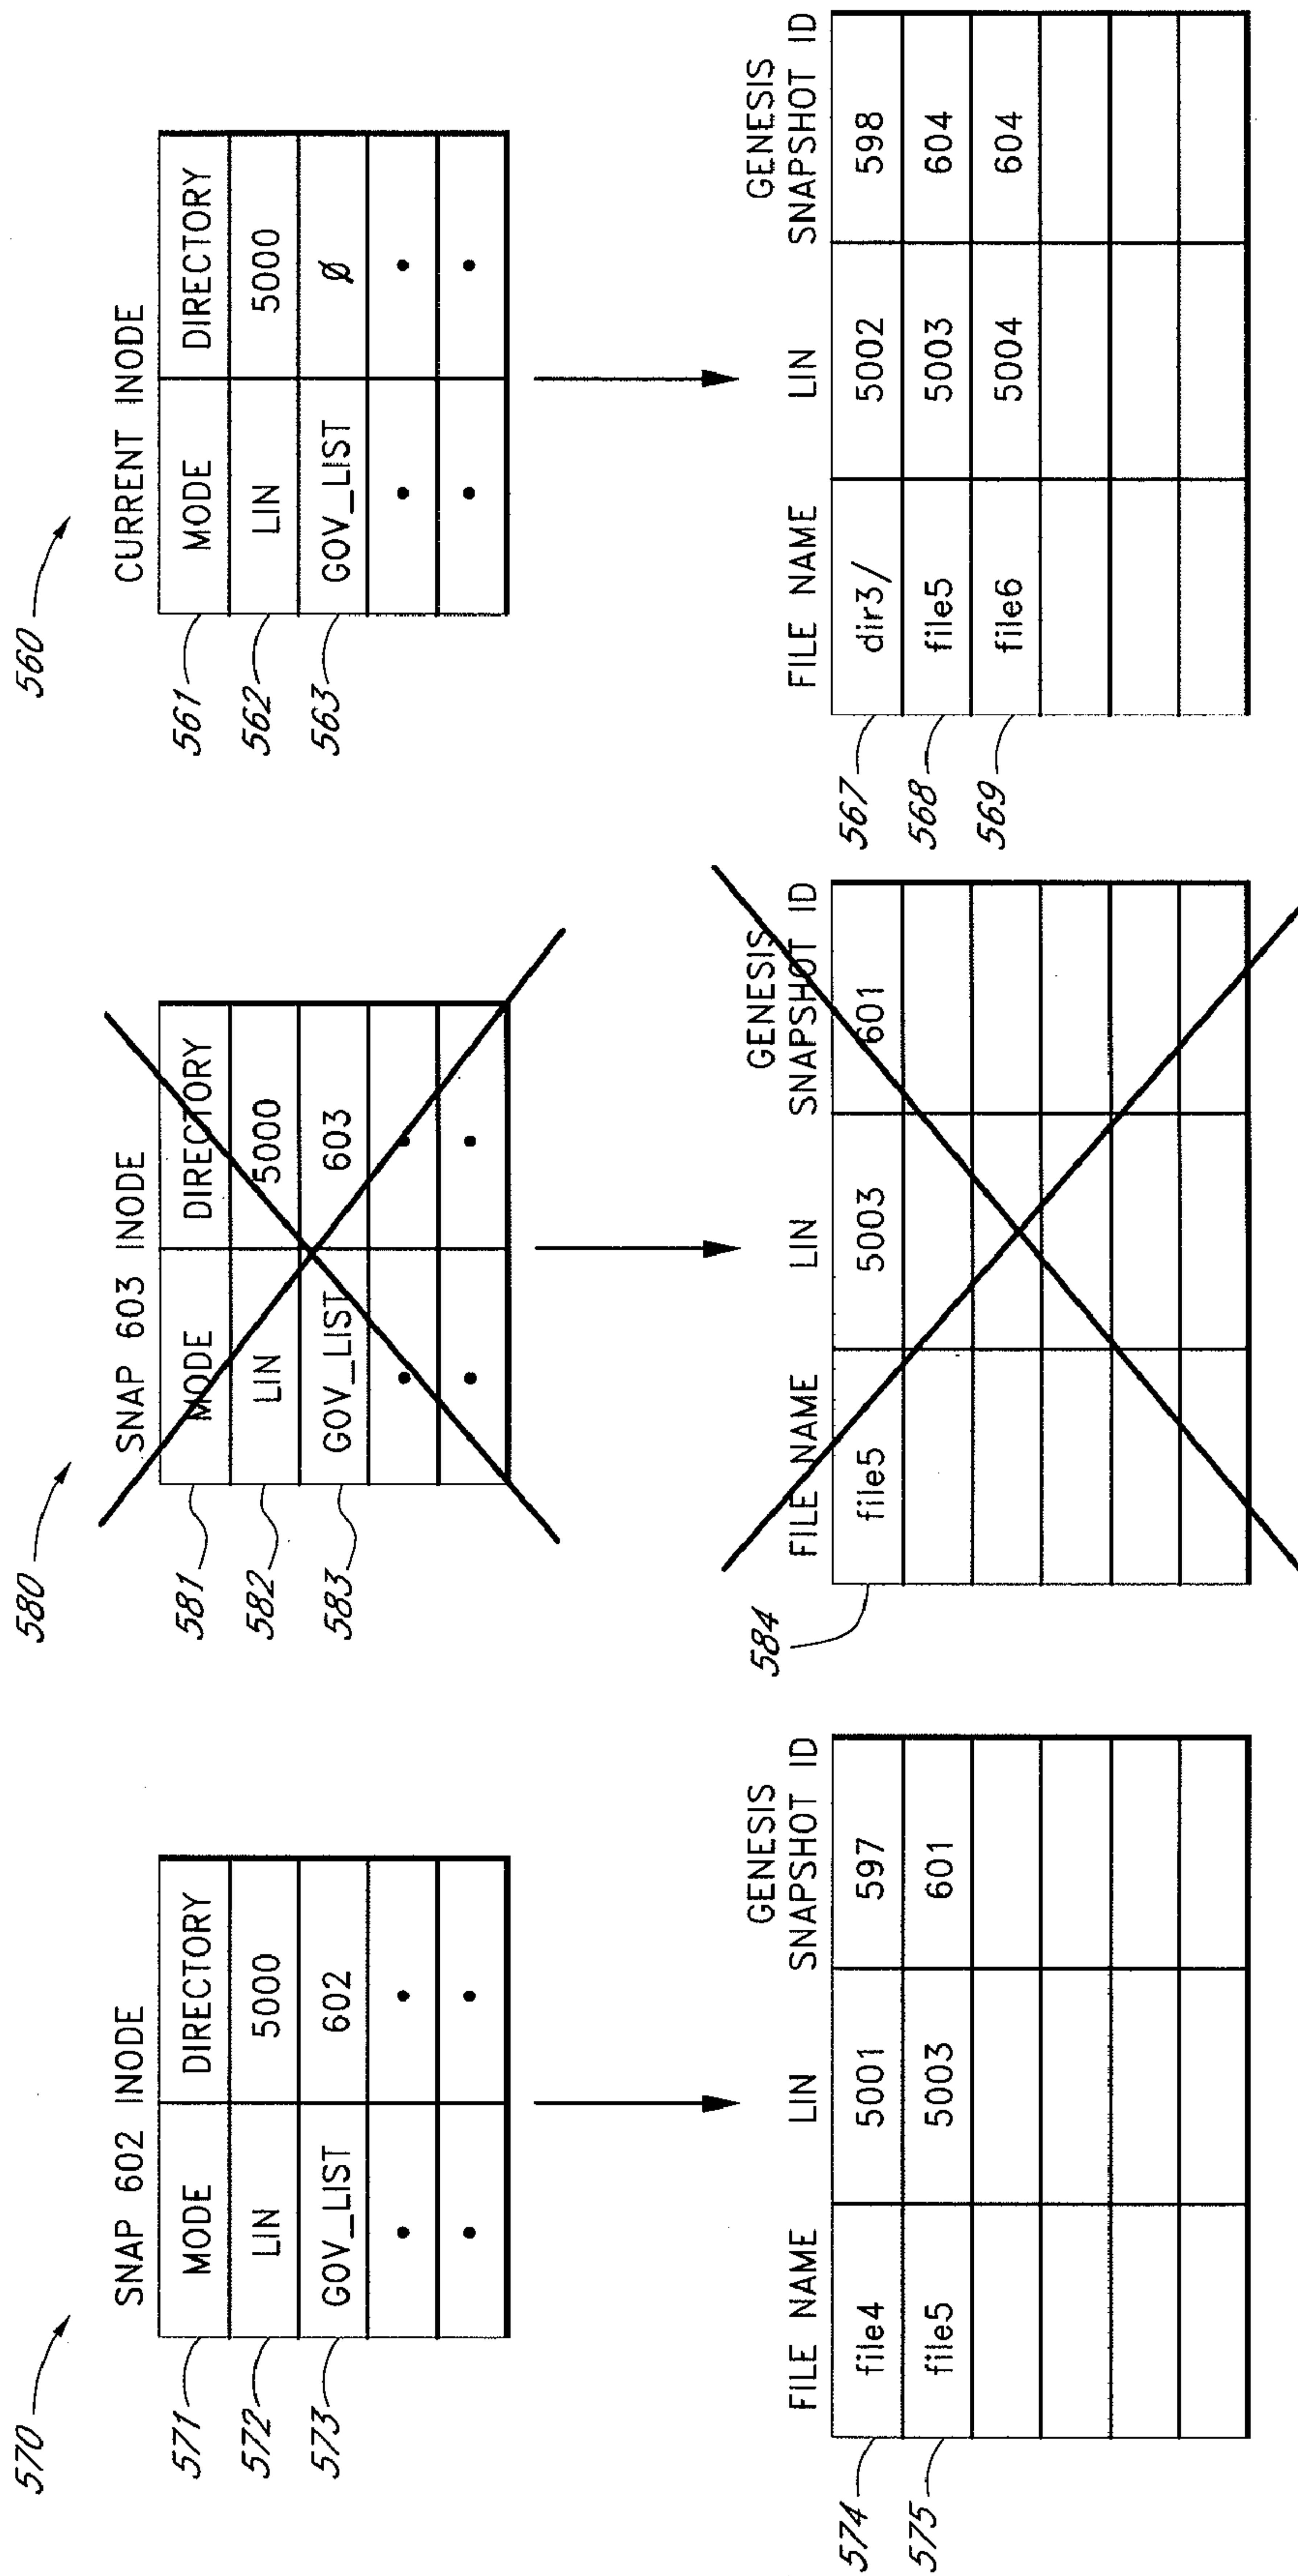 570
SNAP 602 INODE
571 MODE DIRECTORY
572 LIN 5000
573 GOV_LIST 602
• •
• •
GENESIS
FILE NAME LIN SNAPSHOT ID
574 file4 5001 597
575 file5 5003 601
580
SNAP 603 INODE
581 MODE DIRECTORY
582 LIN 5000
583 GOV_LIST 603
• •
• •
GENESIS
FILE NAME LIN SNAPSHOT ID
584 file5 5003 601
560
CURRENT INODE
561 MODE DIRECTORY
562 LIN 5000
563 GOV_LIST Ø
• •
• •
GENESIS
FILE NAME LIN SNAPSHOT ID
567 dir3/ 5002 598
568 file5 5003 604
569 file6 5004 604